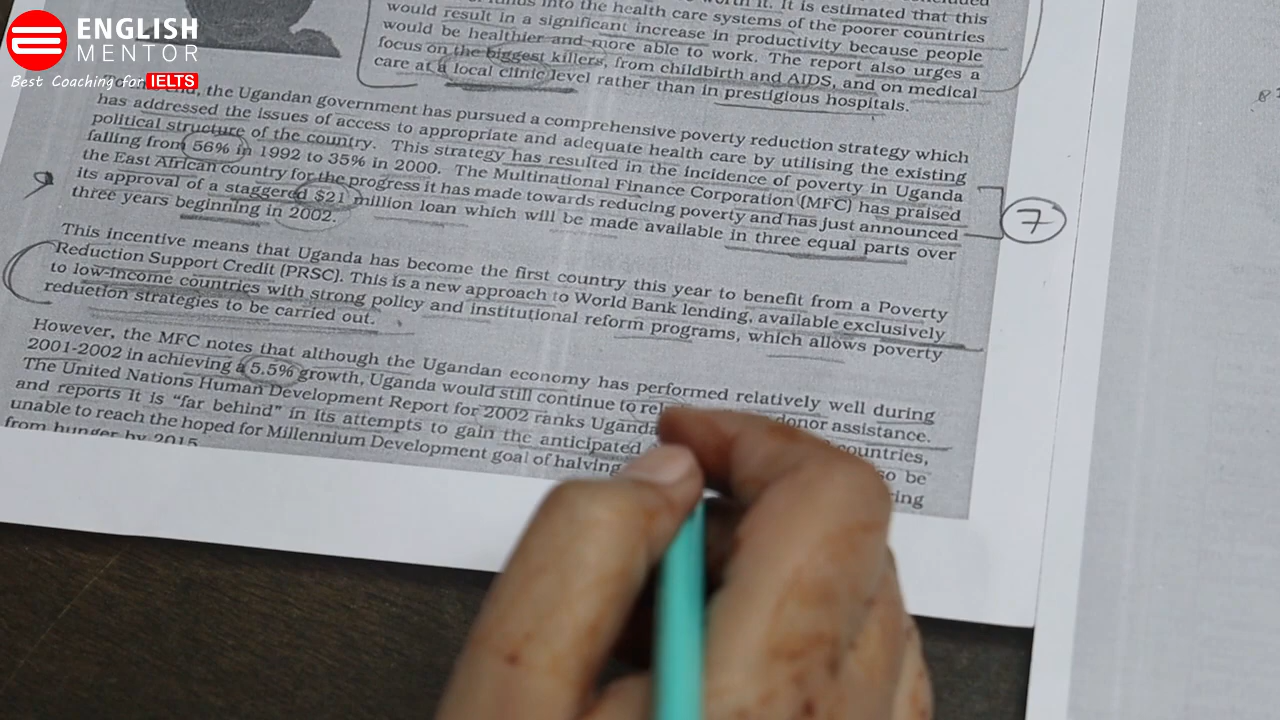 ENGLISH
MENTOR
Best Coaching for IELTS
It is estimated that this
into the health care systems of the poorer countries
would result in a significant increase in productivity because people
would be healthier and more able to work. The report also urges a
focus on the biggest killers, from childbirth and AIDS, and on medical
care at a local clinic level rather than in prestigious hospitals.
the Ugandan government has pursued a comprehensive poverty reduction strategy which
has addressed the issues of access to appropriate and adequate health care by utilising the existing
political structure of the country. This strategy has resulted in the incidence of poverty in Uganda
falling from 56% in 1992 to 35% in 2000. The Multinational Finance Corporation (MFC) has praised
the East African country for the progress it has made towards reducing poverty and has just announced
its approval of a staggered $21 million loan which will be made available in three equal parts over
three years beginning in 2002.
7
This incentive means that Uganda has become the first country this year to benefit from a Poverty
Reduction Support Credit (PRSC). This is a new approach to World Bank lending, available exclusively
to low-income countries with strong policy and institutional reform programs, which allows poverty
reduction strategies to be carried out.
However, the MFC notes that although the Ugandan economy has performed relatively well during
2001-2002 in achieving a 5.5% growth, Uganda would still continue to donor assistance.
The United Nations Human Development Report for 2002 ranks Uganda countries,
and reports it is "far behind" in its attempts to gain the anticipated so be
unable to reach the hoped for Millennium Development goal of halving
from hunger by 2015